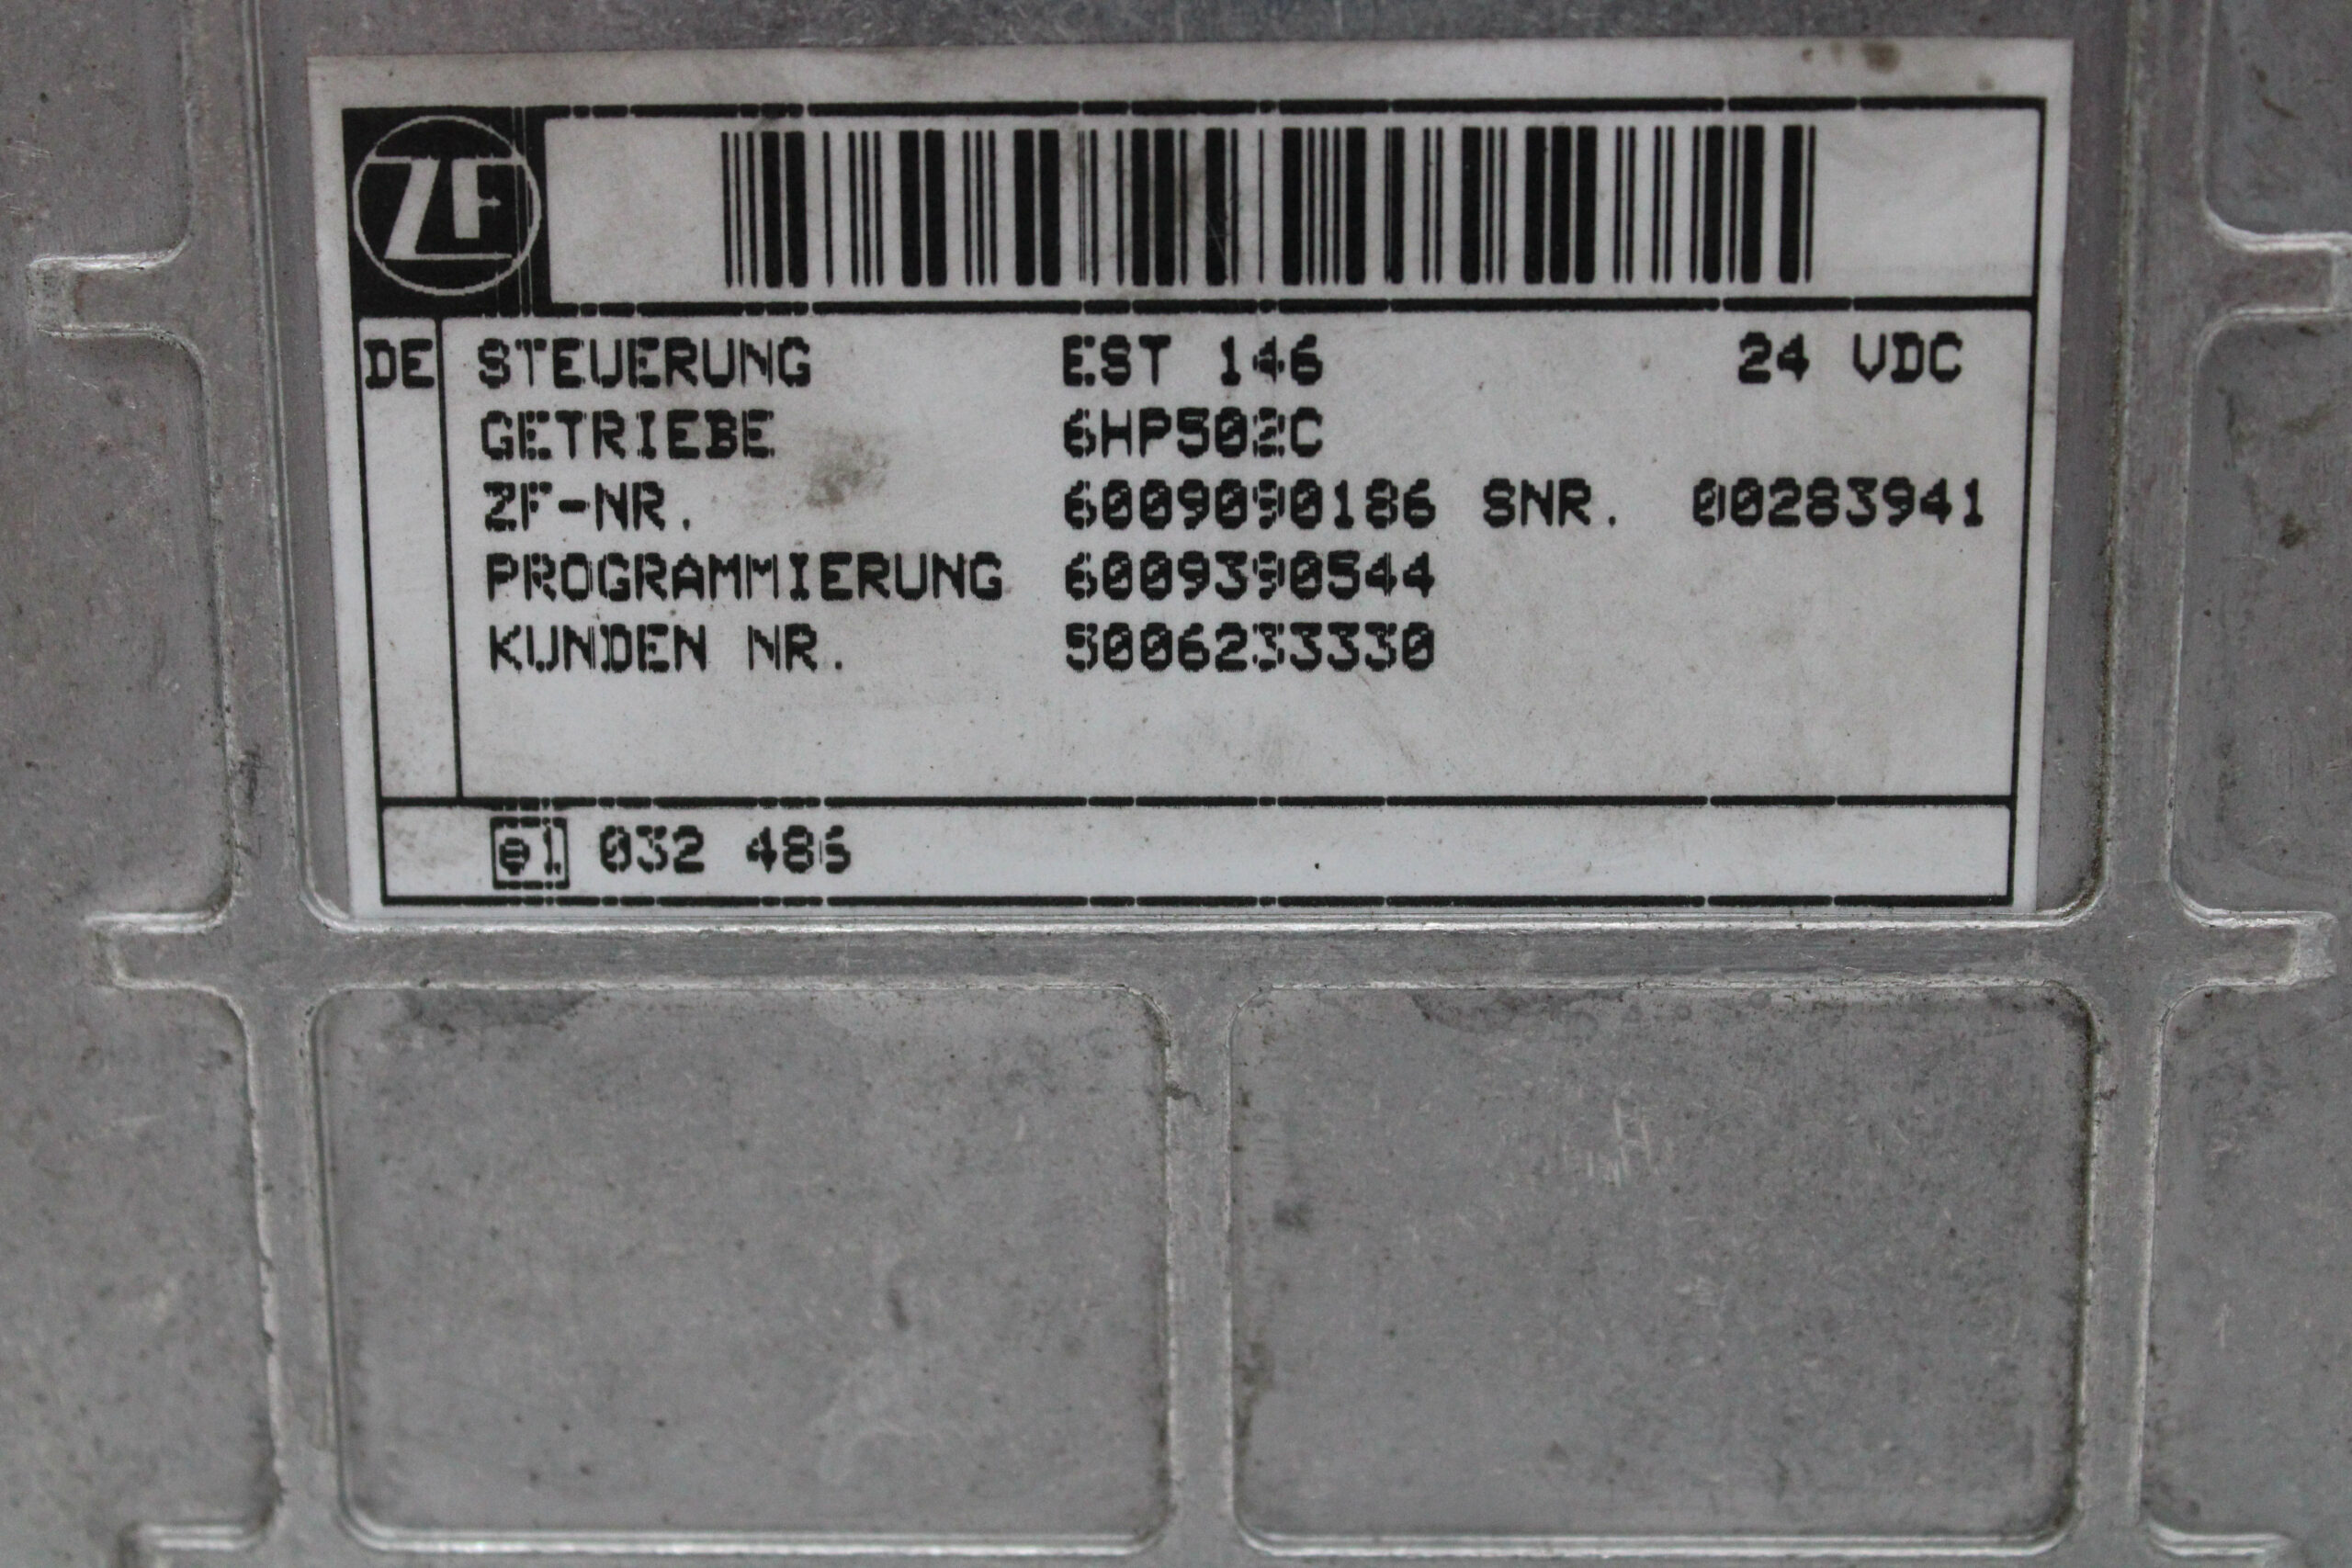 ZF
DE STEUERUNG EST 146 24 VDC
GETRIEBE 6HP502C
ZF-NR. 6009090186 SNR. 00283941
PROGRAMMIERUNG 6009390544
KUNDEN NR. 5006233330
e1 032 486